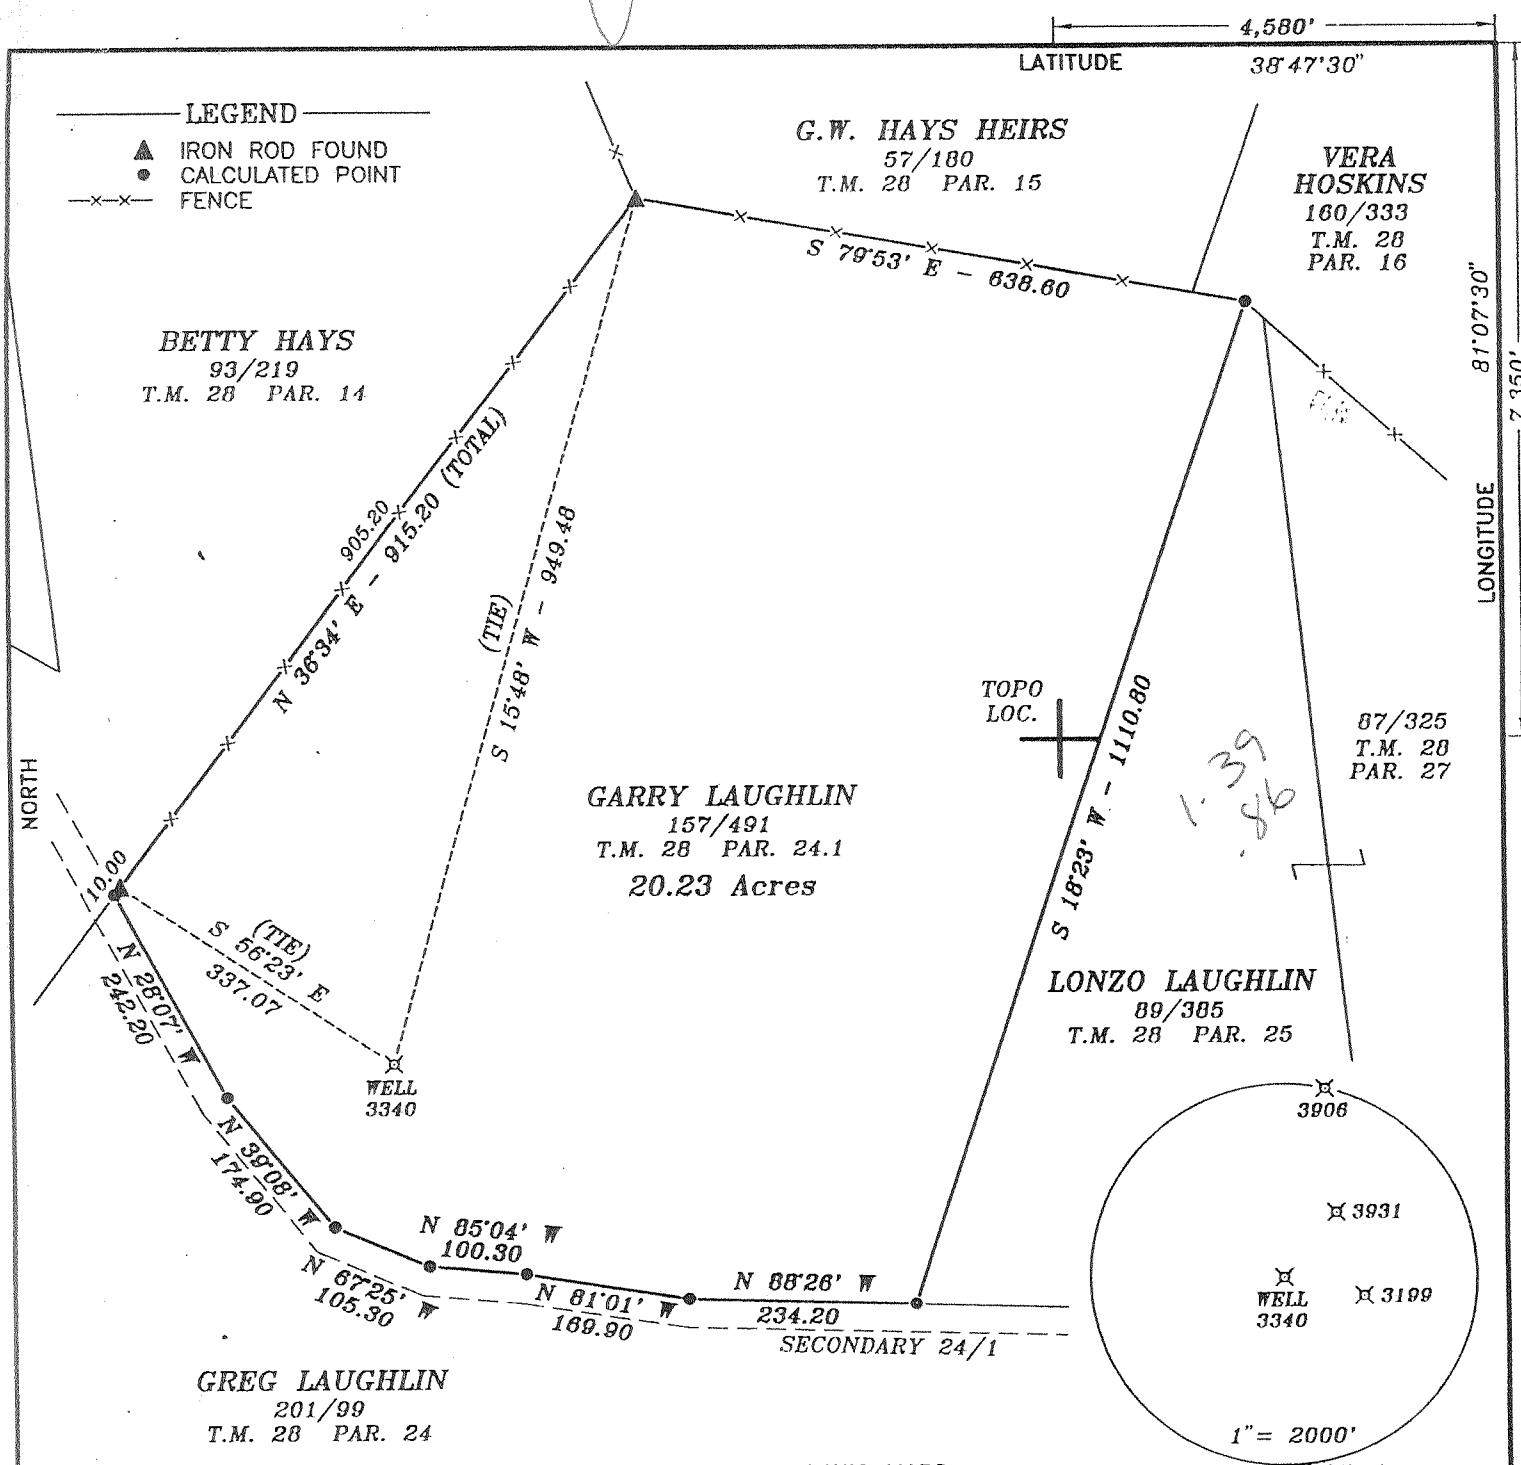 4,580'
LATITUDE 38°47'30"
LEGEND
IRON ROD FOUND
CALCULATED POINT
FENCE
G.W. HAYS HEIRS
57/180
T.M. 28 PAR. 15
VERA
HOSKINS
160/333
T.M. 28
PAR. 16
S 79°53' E - 638.60
81°07'30"
7,350'
LONGITUDE
BETTY HAYS
93/219
T.M. 28 PAR. 14
905.20
N 36°34' E - 915.20 (TOTAL)
(TIE)
S 15°48' W - 949.48
TOPO
LOC.
S 18°23' W - 1110.80
1.39
.86
87/325
T.M. 28
PAR. 27
NORTH
GARRY LAUGHLIN
157/491
T.M. 28 PAR. 24.1
20.23 Acres
10.00
(TIE)
S 56°23' E
337.07
N 28°07' W
242.20
LONZO LAUGHLIN
89/385
T.M. 28 PAR. 25
WELL
3340
N 39°08' W
174.90
N 67°25' W
105.30
N 85°04' W
100.30
N 81°01' W
169.90
N 88°26' W
234.20
SECONDARY 24/1
3906
3931
WELL
3340
3199
1"= 2000'
GREG LAUGHLIN
201/99
T.M. 28 PAR. 24